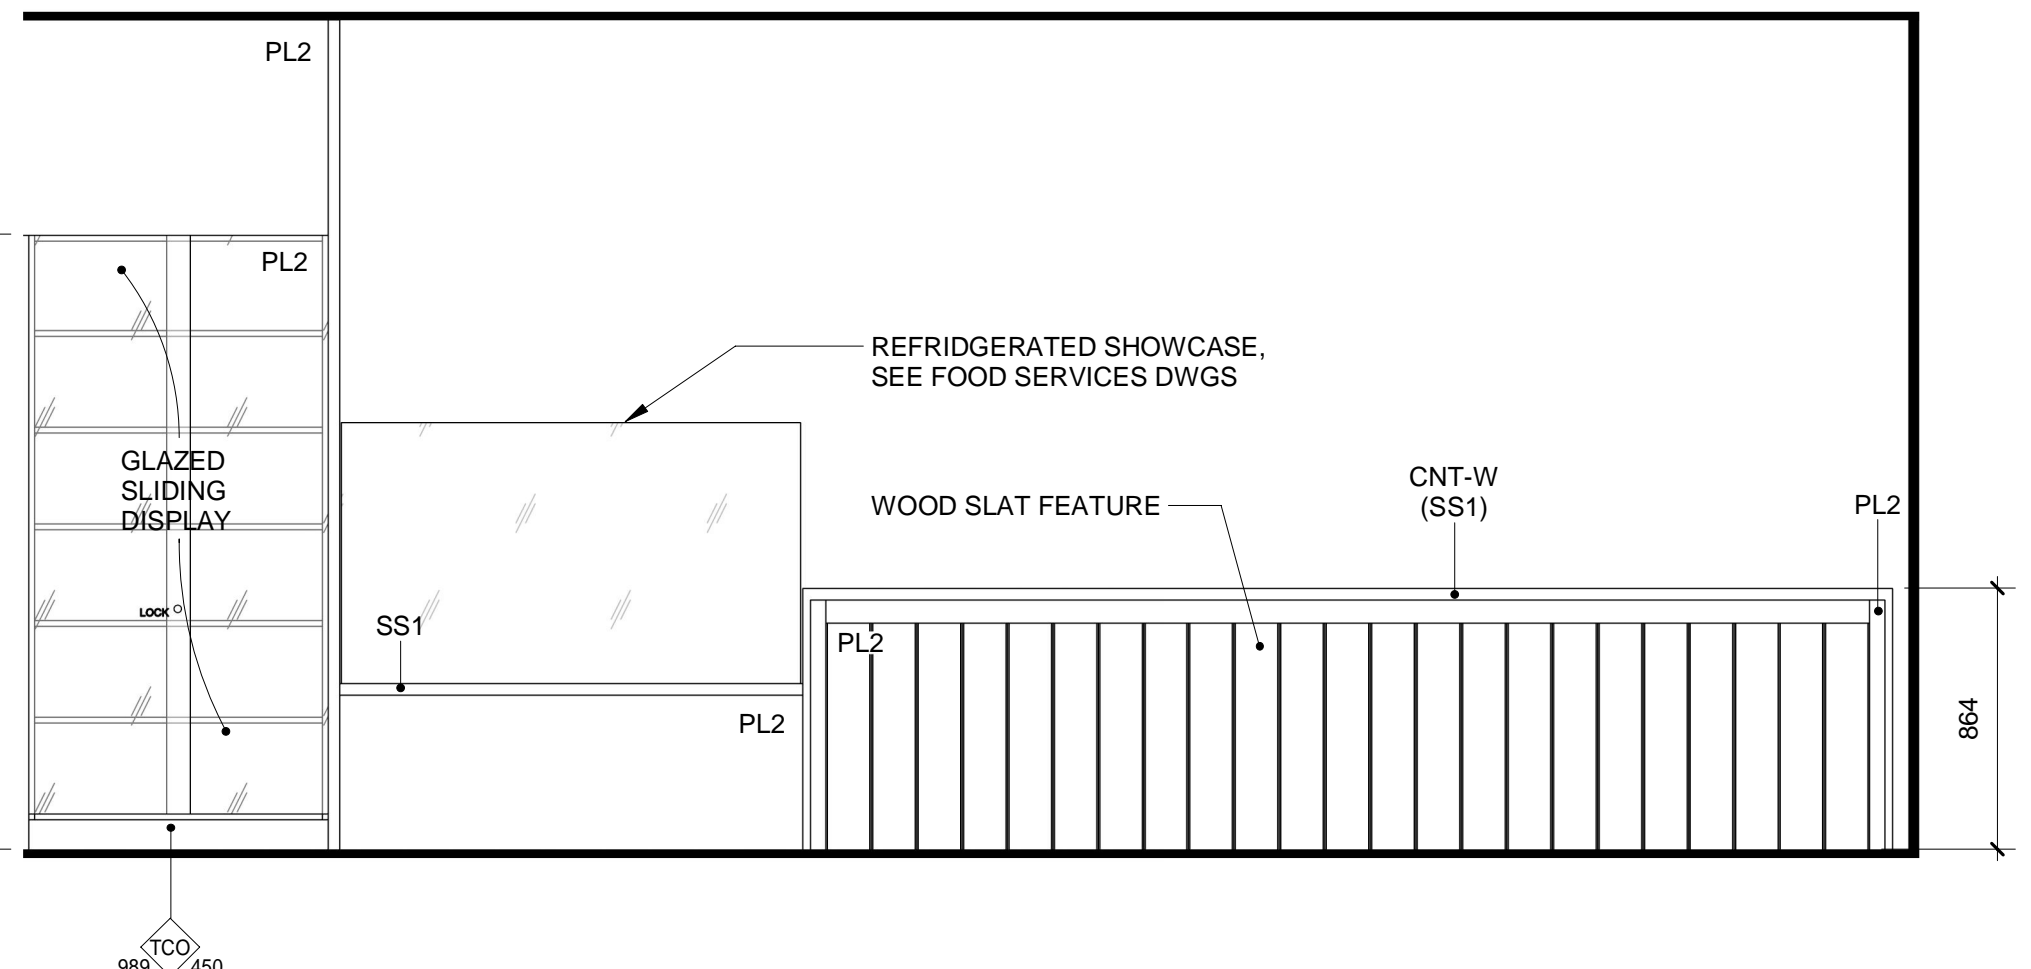 PL2
PL2
REFRIDGERATED SHOWCASE,
SEE FOOD SERVICES DWGS
GLAZED
SLIDING
DISPLAY
CNT-W
(SS1)
WOOD SLAT FEATURE
PL2
LOCK
SS1
PL2
PL2
864
TCO
989
450